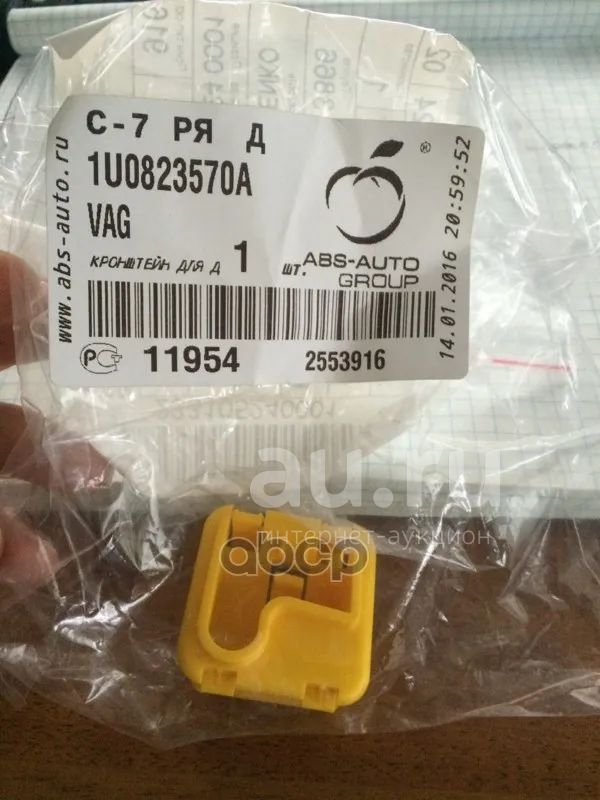 С-7 РЯ Д
1U0823570A
VAG
КРОНШТЕЙН ДЛЯ Д 1 шт.
ABS-AUTO
GROUP
®
www.abs-auto.ru
14.01.2016 20:59:52
РСТ 11954 2553916
au.ru
интернет-аукцион